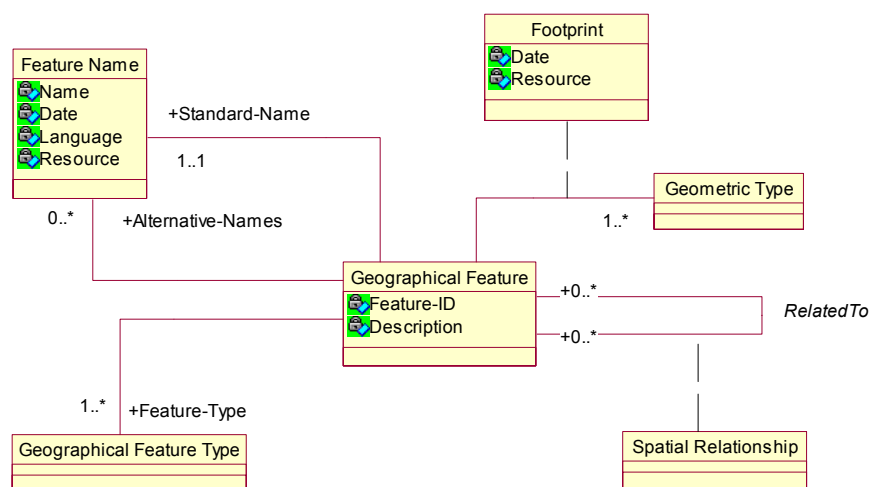 Footprint
Date
Resource
Feature Name
Name
Date
Language
Resource
+Standard-Name
1..1
0..*
+Alternative-Names
Geometric Type
1..*
Geographical Feature
Feature-ID
Description
+0..*
+0..*
RelatedTo
1..*
+Feature-Type
Geographical Feature Type
Spatial Relationship